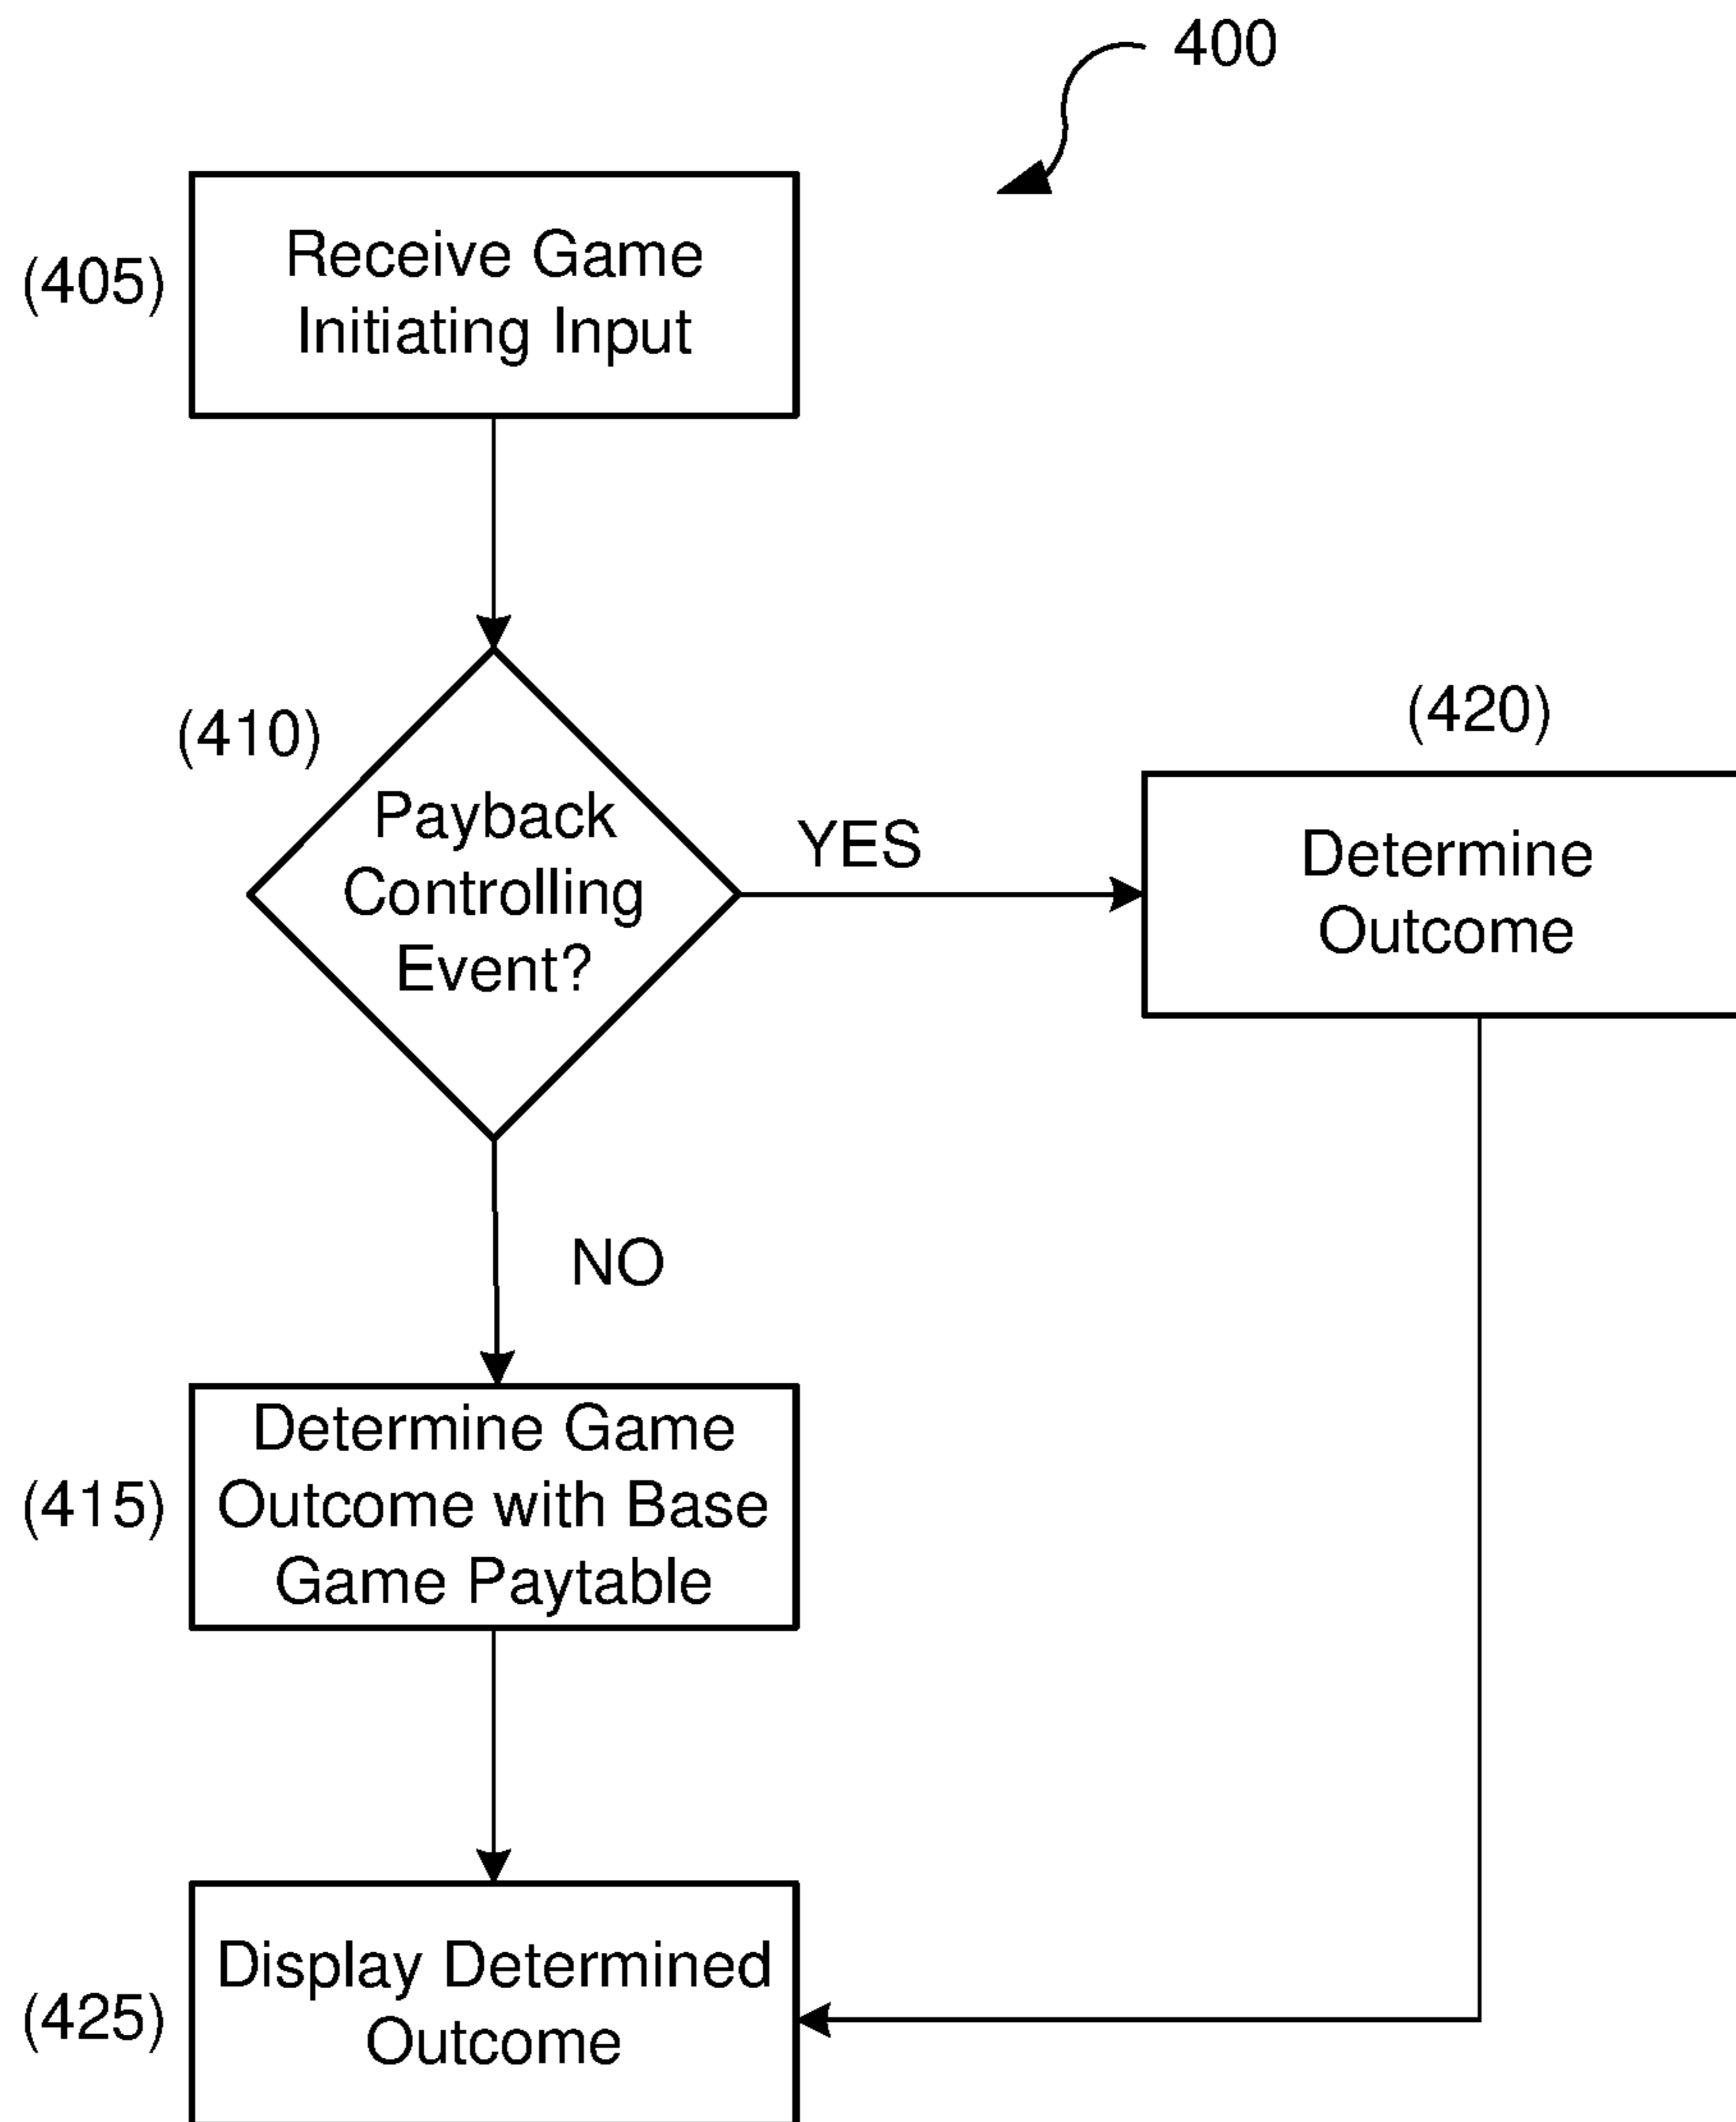 400
(405)
Receive Game
Initiating Input
(410)
Payback
Controlling
Event?
YES
(420)
Determine
Outcome
NO
(415)
Determine Game
Outcome with Base
Game Paytable
(425)
Display Determined
Outcome